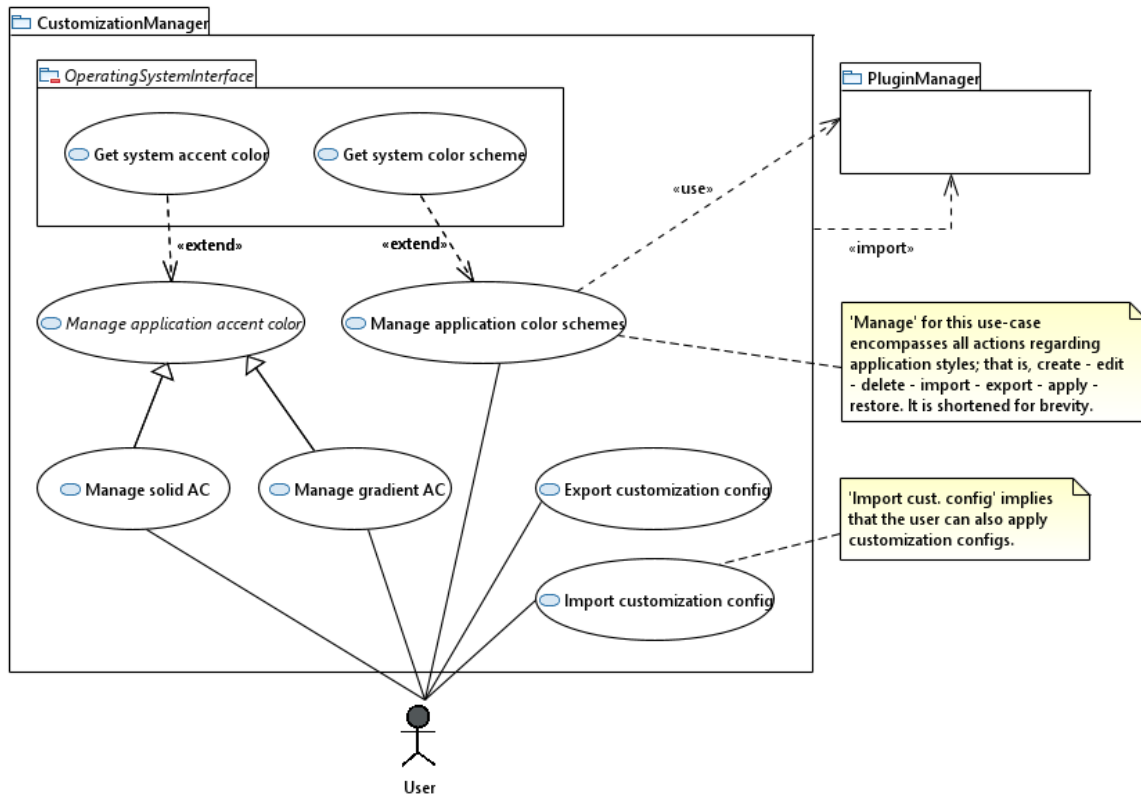 CustomizationManager
OperatingSystemInterface
PluginManager
Get system accent color
Get system color scheme
«use»
«extend»
«extend»
«import»
Manage application accent color
Manage application color schemes
'Manage' for this use-case
encompasses all actions regarding
application styles; that is, create - edit
- delete - import - export - apply -
restore. It is shortened for brevity.
Manage solid AC
Manage gradient AC
Export customization config
'Import cust. config' implies
that the user can also apply
customization configs.
Import customization config
User